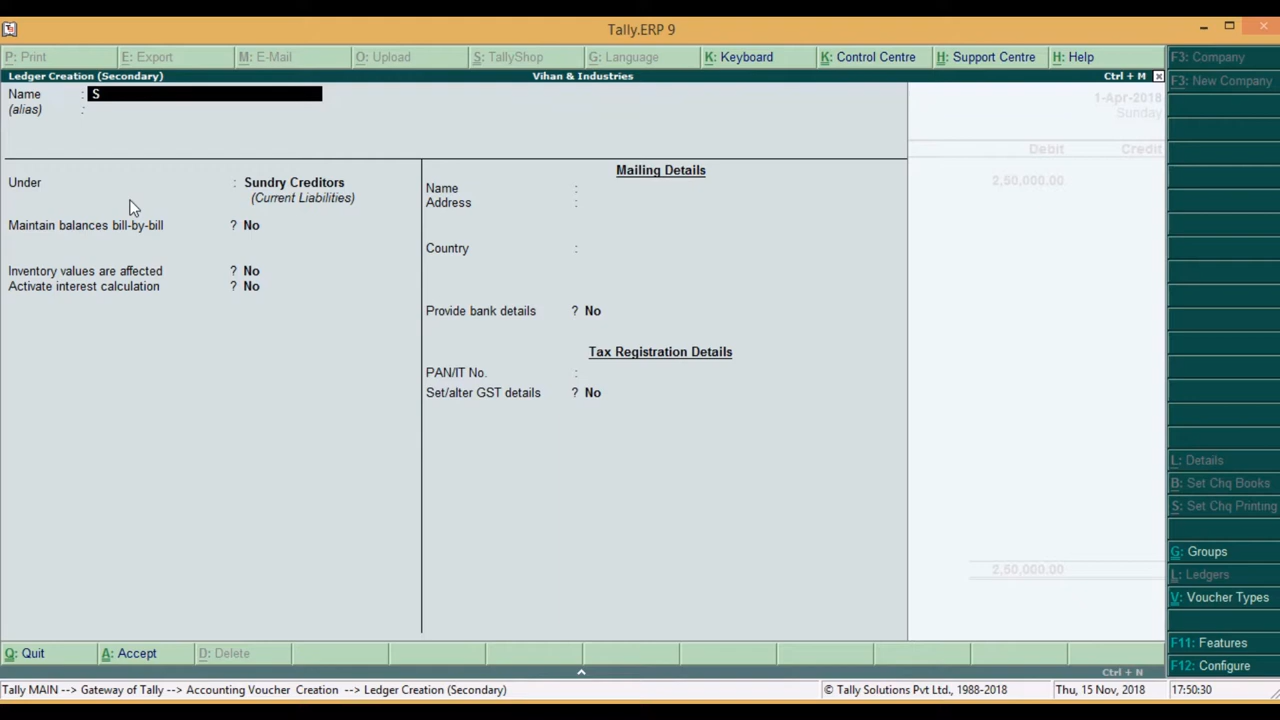 Tally.ERP 9
P: Print E: Export M: E-Mail O: Upload S: TallyShop G: Language K: Keyboard K: Control Centre H: Support Centre H: Help F3: Company
Ledger Creation (Secondary) Vihan & Industries Ctrl + M F3: New Company
Name : S 1-Apr-2018
(alias) : Sunday
Debit Credit
Mailing Details
Under : Sundry Creditors Name : 2,50,000.00
(Current Liabilities) Address :
Maintain balances bill-by-bill ? No
Country :
Inventory values are affected ? No
Activate interest calculation ? No
Provide bank details ? No
Tax Registration Details
PAN/IT No. :
Set/alter GST details ? No
L: Details
B: Set Chq Books
S: Set Chq Printing
G: Groups
2,50,000.00 L: Ledgers
V: Voucher Types
F11: Features
Q: Quit A: Accept D: Delete
Ctrl + N F12: Configure
Tally MAIN --> Gateway of Tally --> Accounting Voucher Creation --> Ledger Creation (Secondary) © Tally Solutions Pvt Ltd., 1988-2018 Thu, 15 Nov, 2018 17:50:30